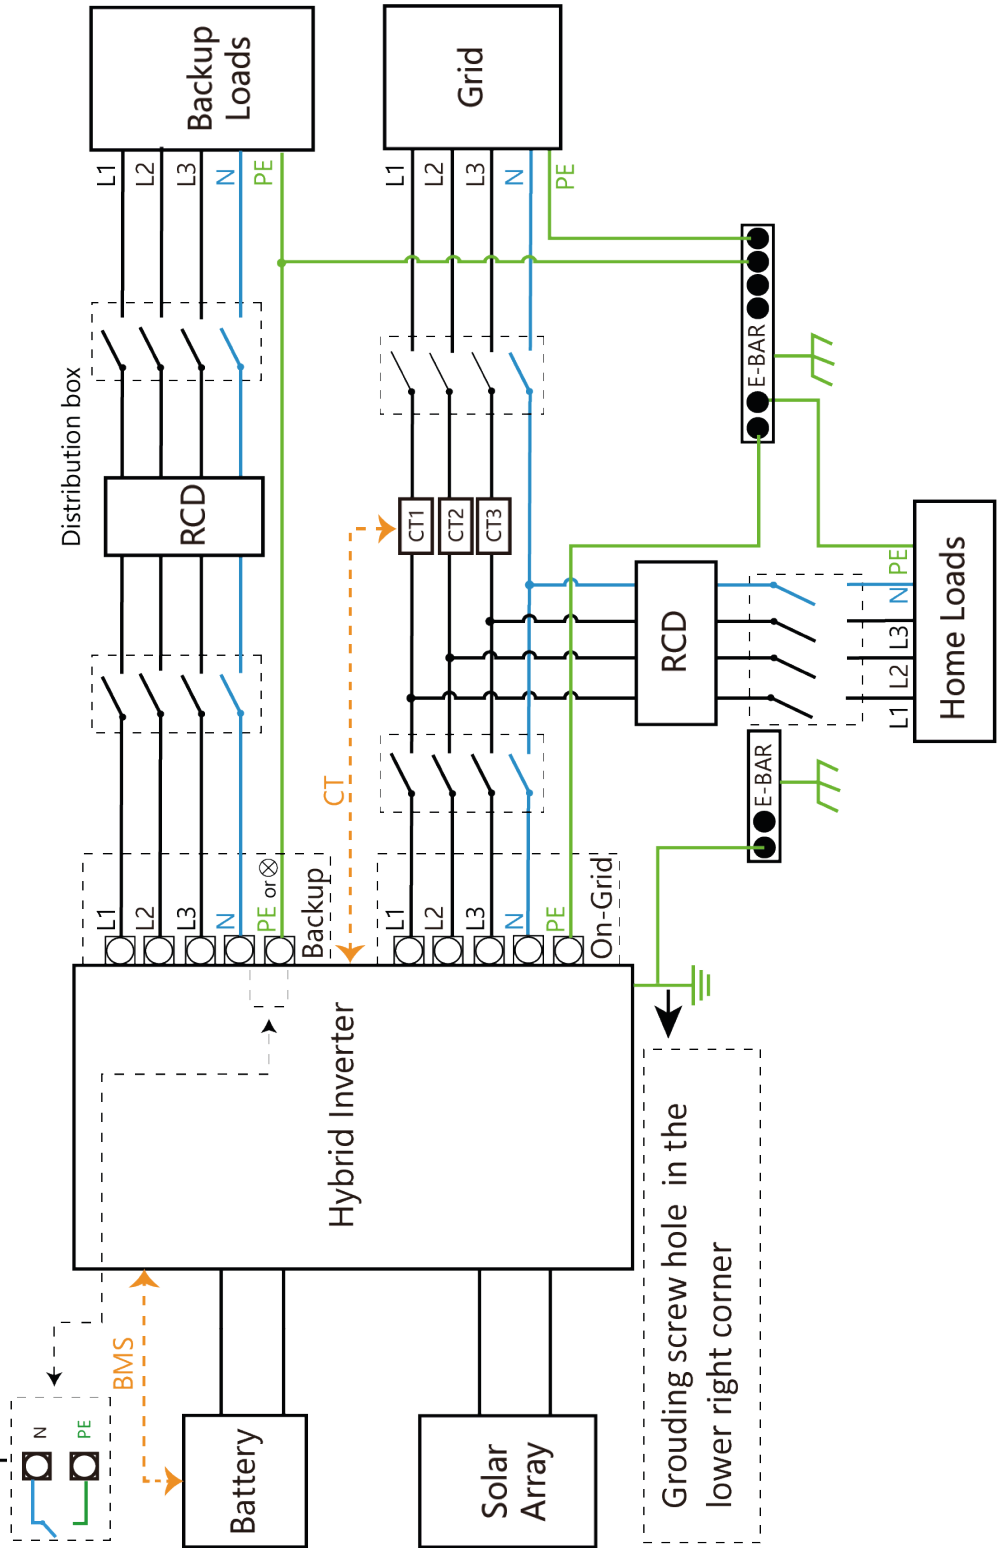 Backup
Loads
Grid
L1
L2
L3
N
PE
L1
L2
L3
N
PE
Distribution box
RCD
E-BAR
CT1
CT2
CT3
CT
RCD
PE
N
L3
L2
L1
Home Loads
E-BAR
L1
L2
L3
N
PE or
Backup
L1
L2
L3
N
PE
On-Grid
Hybrid Inverter
Grouding screw hole in the
lower right corner
BMS
N
PE
Battery
Solar
Array